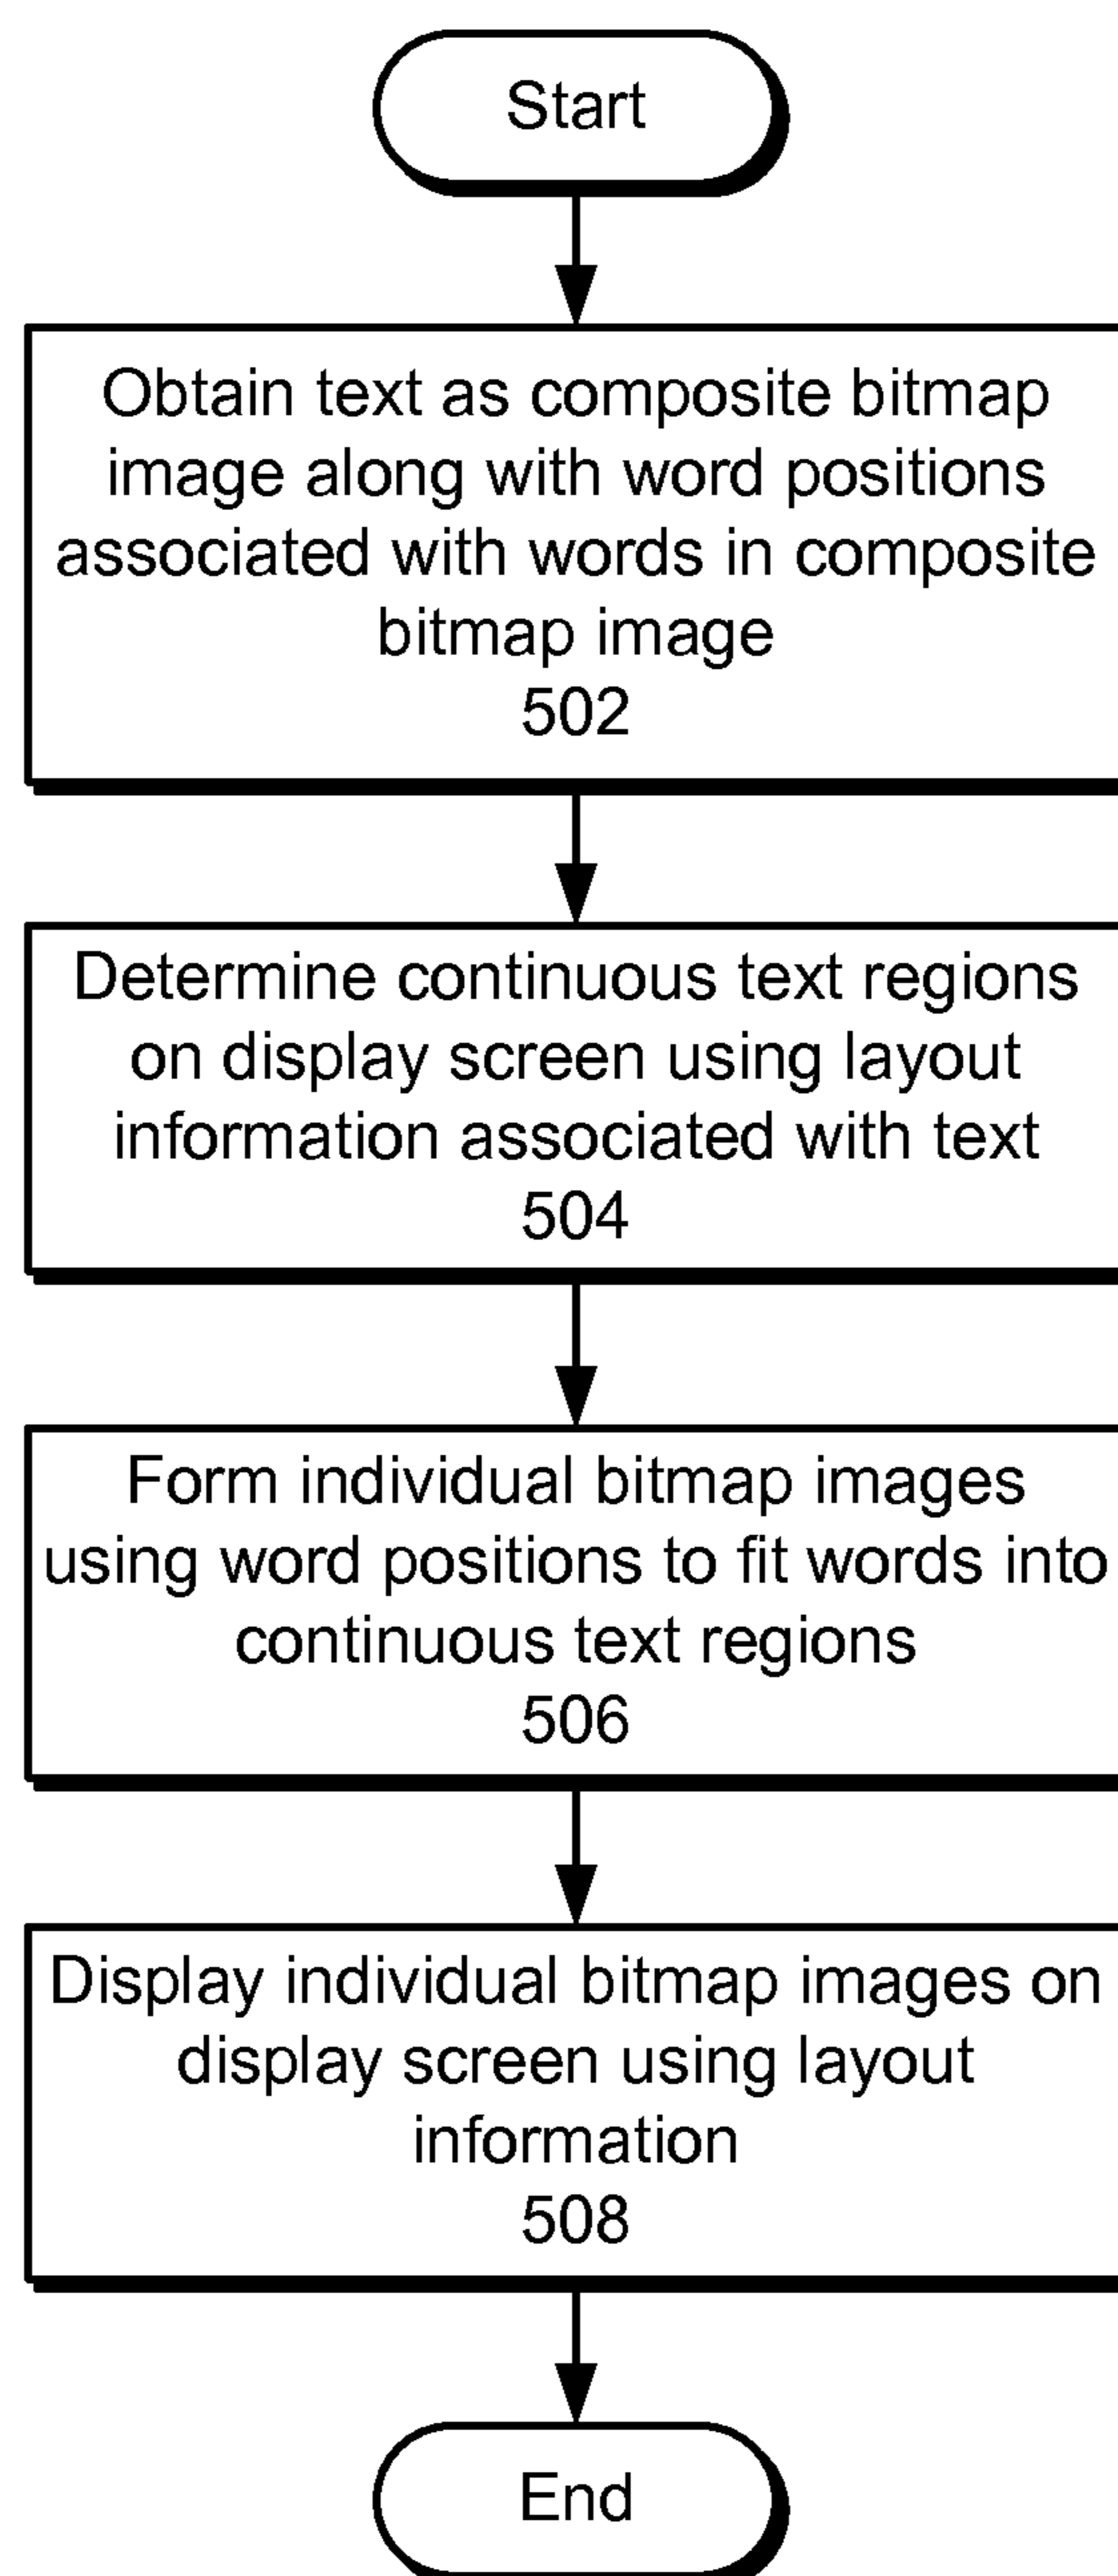 Start
Obtain text as composite bitmap
image along with word positions
associated with words in composite
bitmap image
502
Determine continuous text regions
on display screen using layout
information associated with text
504
Form individual bitmap images
using word positions to fit words into
continuous text regions
506
Display individual bitmap images on
display screen using layout
information
508
End